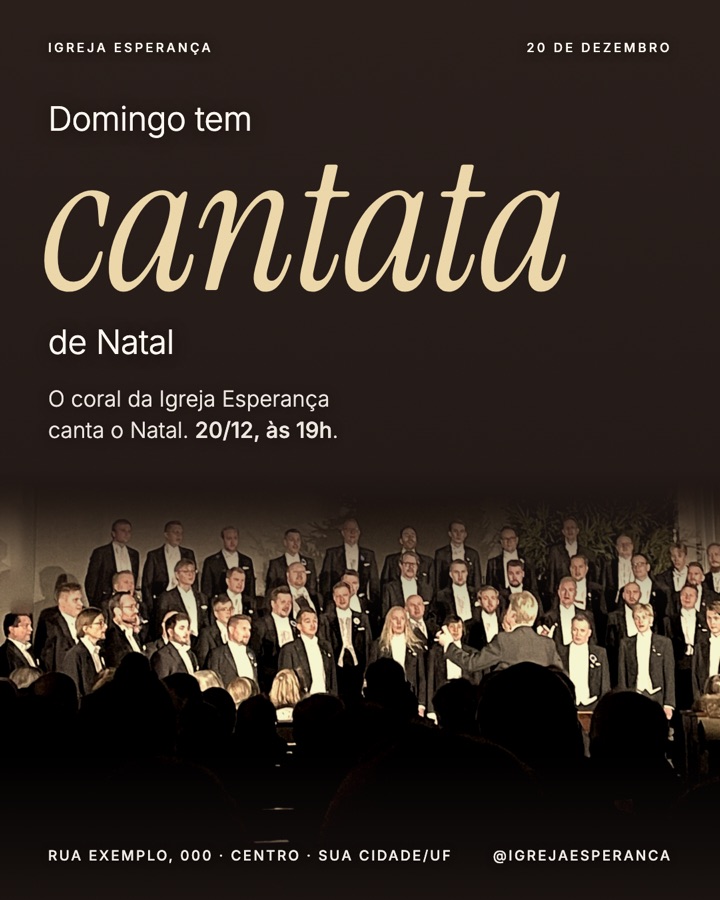 IGREJA ESPERANÇA
20 DE DEZEMBRO
Domingo tem
cantata
de Natal
O coral da Igreja Esperança
canta o Natal. 20/12, às 19h.
RUA EXEMPLO, 000 · CENTRO · SUA CIDADE/UF
@IGREJAESPERANCA